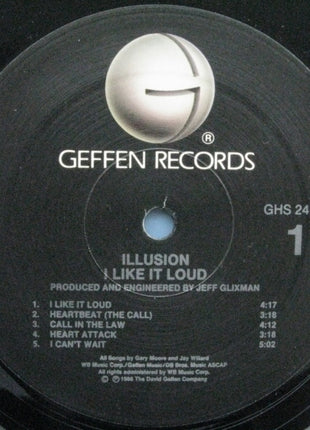 ®
GEFFEN RECORDS
GHS 24
1
ILLUSION
I LIKE IT LOUD
PRODUCED AND ENGINEERED BY JEFF GLIXMAN
1. I LIKE IT LOUD 4:17
2. HEARTBEAT (THE CALL) 3:18
3. CALL IN THE LAW 4:12
4. HEART ATTACK 3:18
5. I CAN'T WAIT 5:02
All Songs by Gary Moore and Jay Willard
WB Music Corp./Geffen Music/GB Bros. Music ASCAP
All rights administered by WB Music Corp.
© ℗ 1986 The David Geffen Company